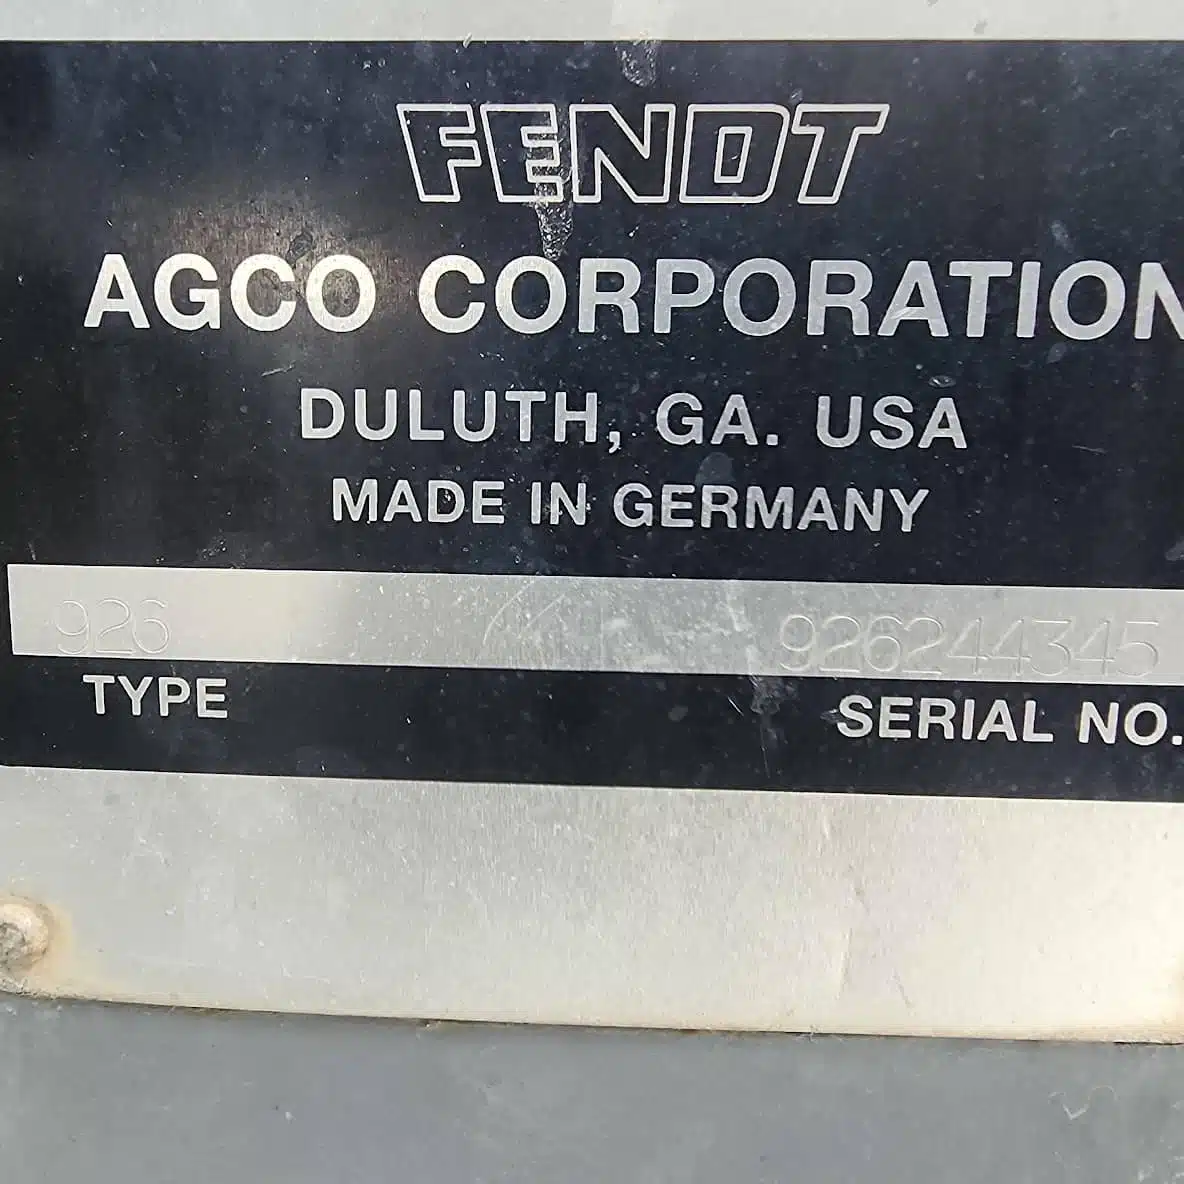 FENDT
AGCO CORPORATION
DULUTH, GA. USA
MADE IN GERMANY
926 926244345
TYPE SERIAL NO.